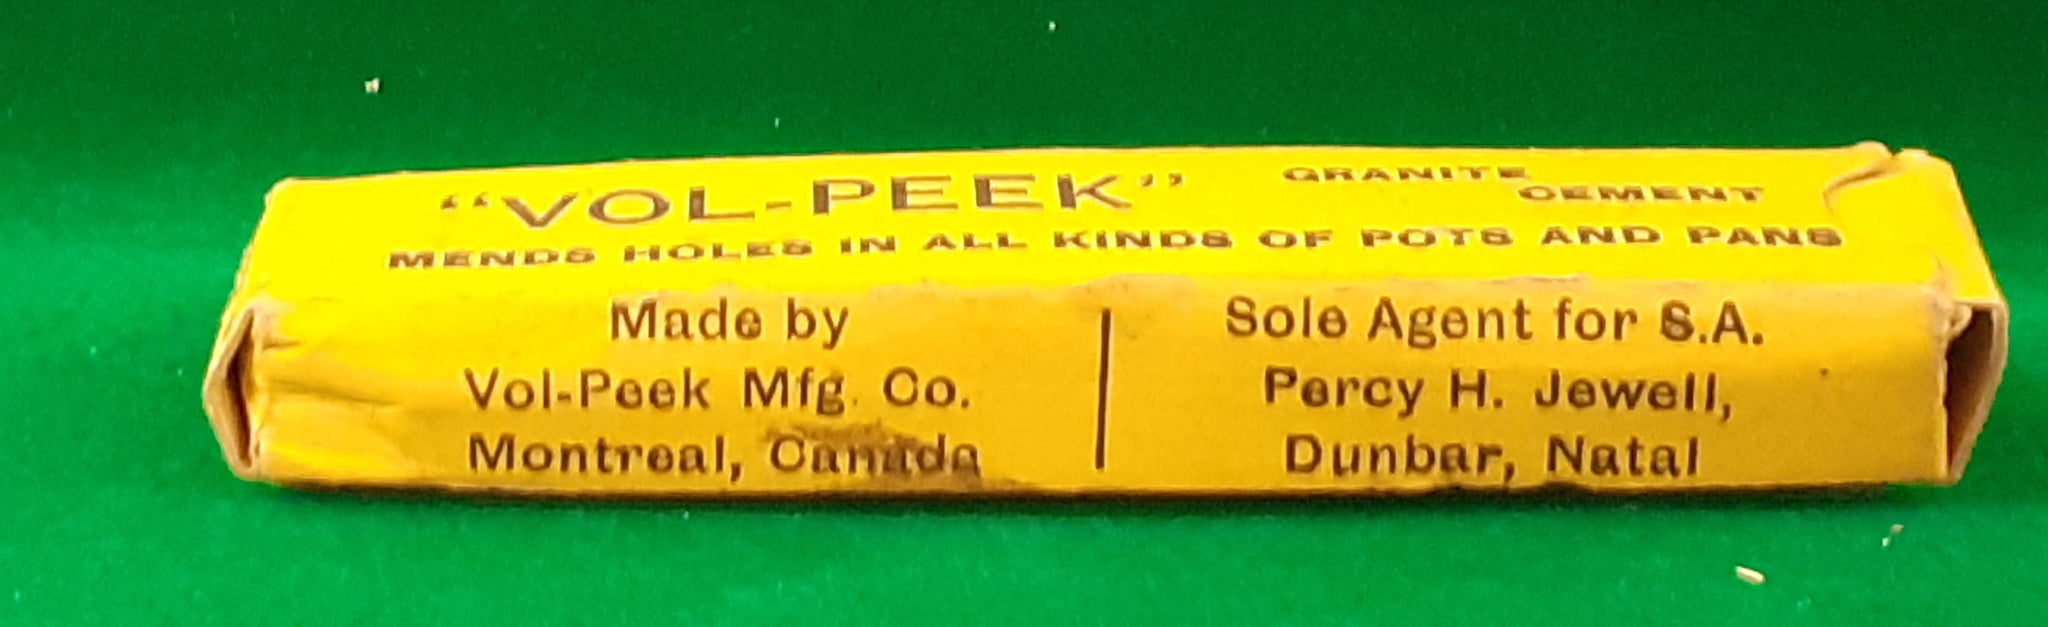 "VOL-PEEK" GRANITE CEMENT
MENDS HOLES IN ALL KINDS OF POTS AND PANS
Made by
Vol-Peek Mfg. Co.
Montreal, Canada
Sole Agent for S.A.
Percy H. Jewell,
Dunbar, Natal